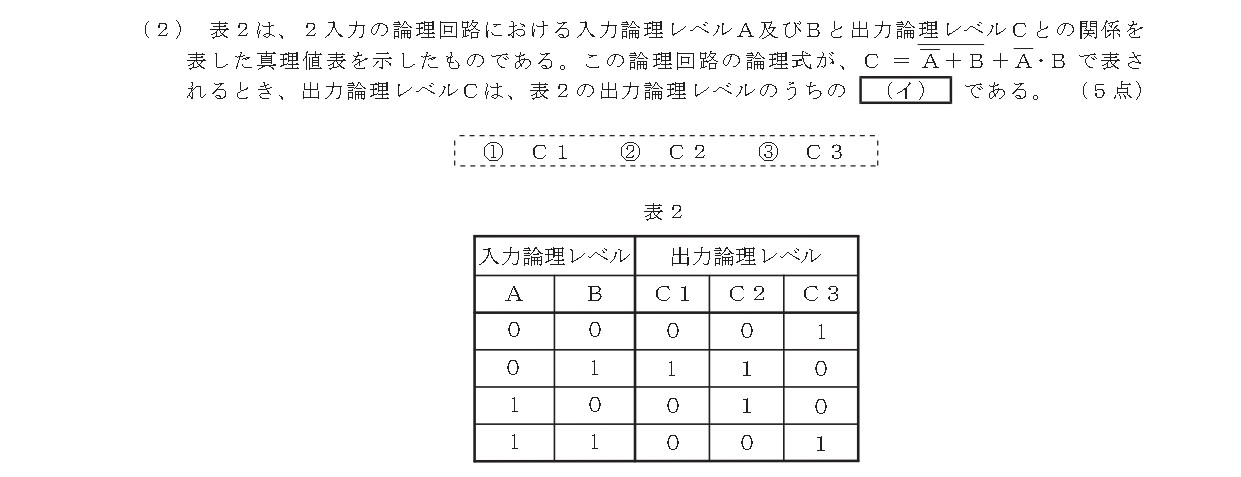 (2) 表2は、2入力の論理回路における入力論理レベルA及びBと出力論理レベルCとの関係を
表した真理値表を示したものである。この論理回路の論理式が、C = \overline{\overline{A}+B}+\overline{A}・B で表さ
れるとき、出力論理レベルCは、表2の出力論理レベルのうちの (イ) である。 (5点)
① C1 ② C2 ③ C3
表2
入力論理レベル 出力論理レベル
A B C1 C2 C3
0 0 0 0 1
0 1 1 1 0
1 0 0 1 0
1 1 0 0 1